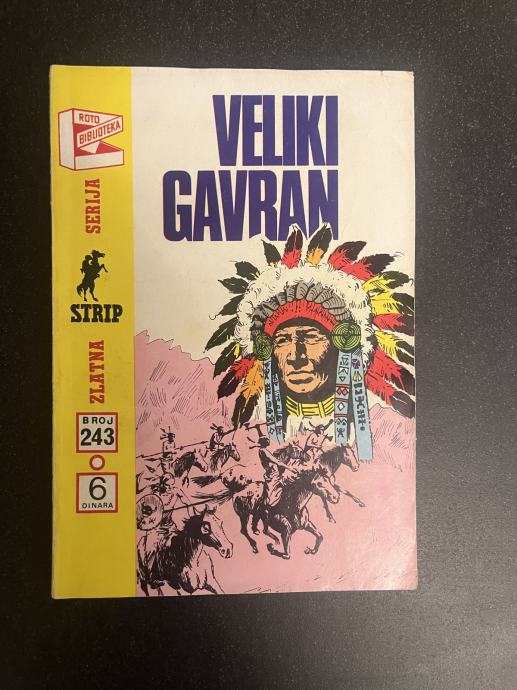 ROTO
BIBLIOTEKA
ZLATNA SERIJA
STRIP
BROJ
243
6
DINARA
VELIKI
GAVRAN